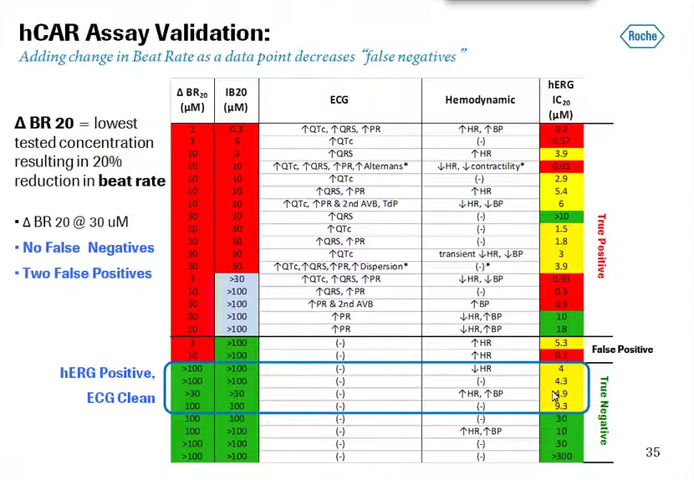 hCAR Assay Validation:
Adding change in Beat Rate as a data point decreases "false negatives"
Roche
Δ BR 20 = lowest
tested concentration
resulting in 20%
reduction in beat rate
• Δ BR 20 @ 30 uM
• No False Negatives
• Two False Positives
hERG Positive,
ECG Clean
Δ BR20 (μM) IB20 (μM) ECG Hemodynamic hERG IC20 (μM)
1 0.3 ↑QTc, ↑QRS, ↑PR ↑HR, ↑BP 0.2
1 3 ↑QTc (-) 0.57
10 3 ↑QRS ↑HR 3.9
10 10 ↑QTc, ↑QRS, ↑PR,↑Alternans* ↓HR, ↓contractility* 0.01
10 10 ↑QTc (-) 2.9
10 10 ↑QRS, ↑PR ↑HR 5.4
10 10 ↑QTc, ↑PR & 2nd AVB, TdP ↓HR, ↓BP 6
30 10 ↑QRS (-) >10
10 30 ↑QTc (-) 1.5
10 30 ↑QRS, ↑PR (-) 1.8
30 30 ↑QTc transient ↓HR, ↓BP 3
30 30 ↑QTc,↑QRS,↑PR,↑Dispersion* (-)* 3.9
3 >30 ↑QTc, ↑QRS, ↑PR ↓HR, ↓BP 0.93
10 >100 ↑QRS, ↑PR (-) 0.5
30 >100 ↑PR & 2nd AVB ↑BP 0.5
30 >100 ↑PR ↓HR,↑BP 10
10 >100 ↑PR ↓HR,↑BP 18
3 >100 (-) ↑HR 5.3
10 >100 (-) ↑HR 0.1
>100 >100 (-) ↓HR 4
>100 >100 (-) (-) 4.3
>30 >30 (-) ↑HR, ↑BP .9
100 100 (-) (-) 9.3
100 100 (-) (-) 30
>100 >100 (-) ↑HR,↑BP 10
>100 >100 (-) (-) 30
>100 >100 (-) (-) >300
True Positive
False Positive
True Negative
35